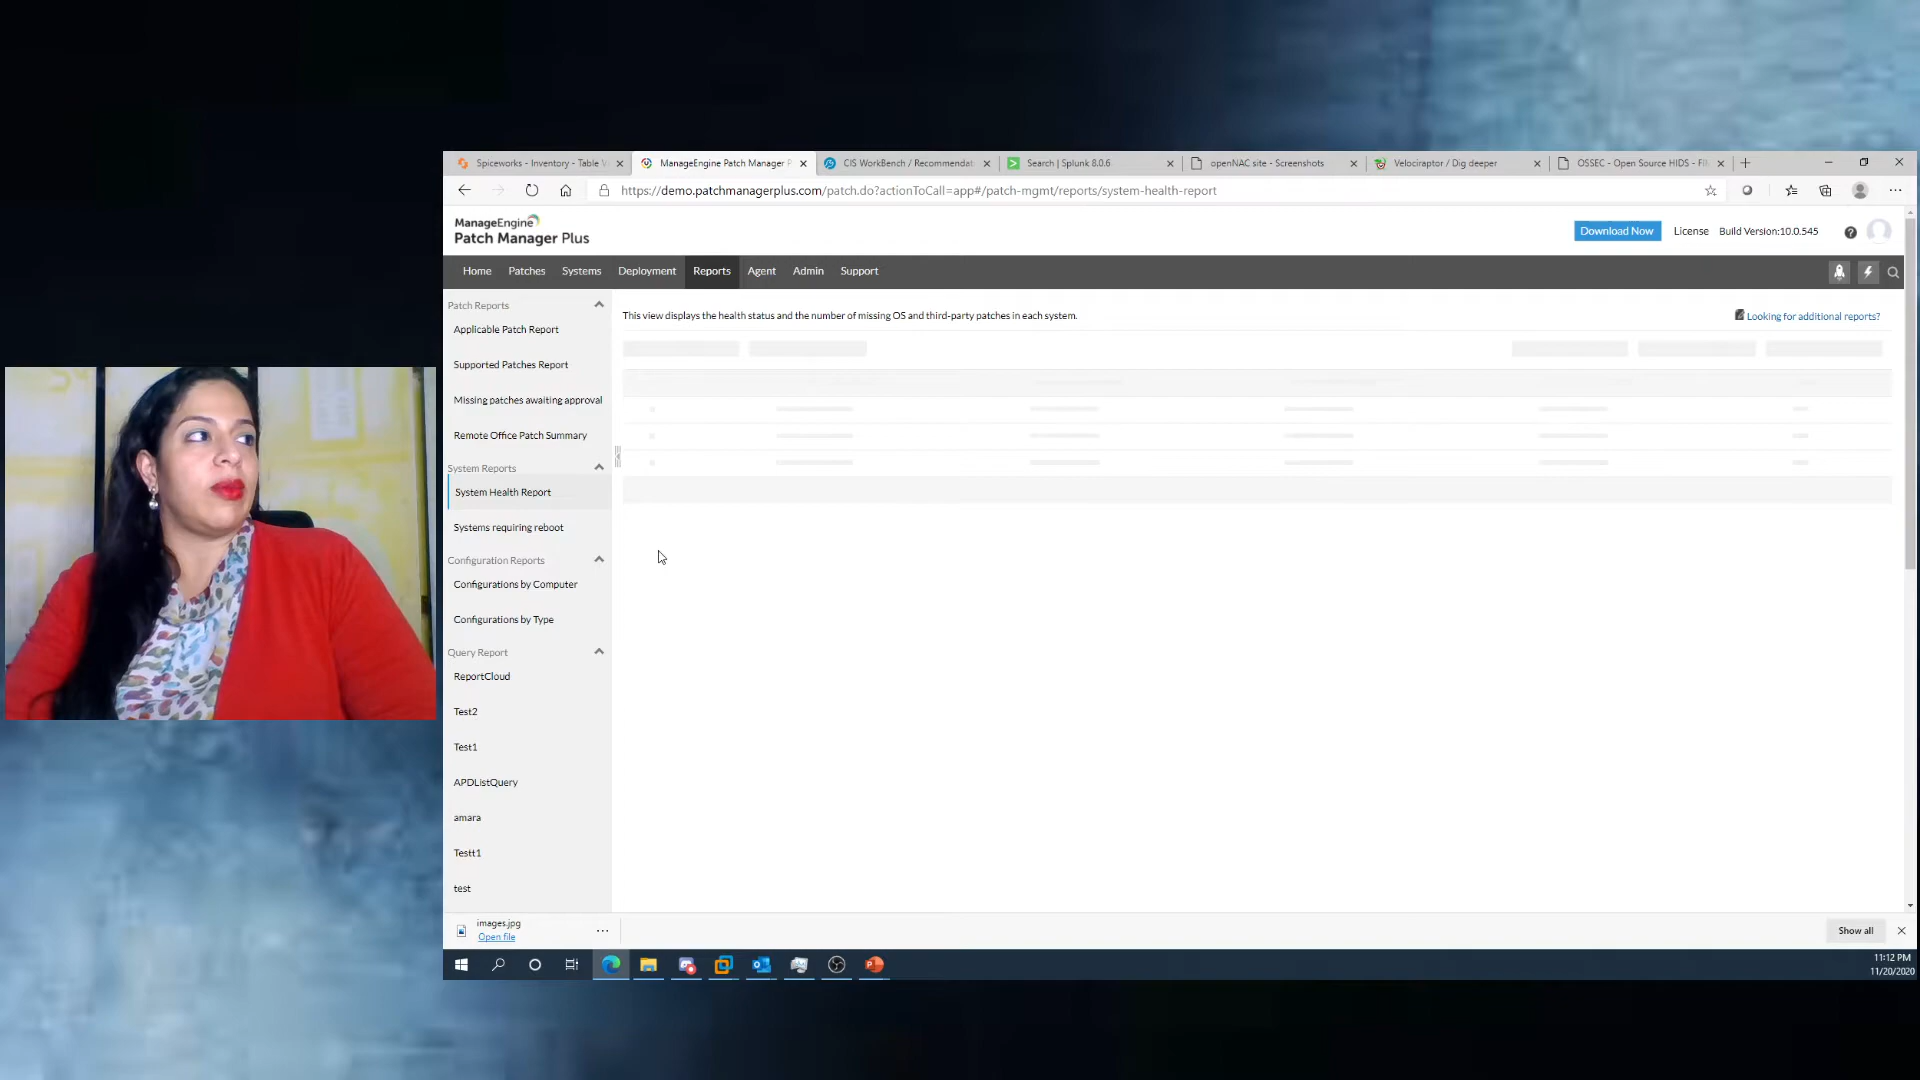 Spiceworks - Inventory - Table V
ManageEngine Patch Manager P
CIS WorkBench / Recommendat
Search | Splunk 8.0.6
openNAC site - Screenshots
Velociraptor / Dig deeper
OSSEC - Open Source HIDS - FI
https://demo.patchmanagerplus.com/patch.do?actionToCall=app#/patch-mgmt/reports/system-health-report
ManageEngine
Patch Manager Plus
Download Now
License
Build Version:10.0.545
Home
Patches
Systems
Deployment
Reports
Agent
Admin
Support
Patch Reports
Applicable Patch Report
Supported Patches Report
Missing patches awaiting approval
Remote Office Patch Summary
System Reports
System Health Report
Systems requiring reboot
Configuration Reports
Configurations by Computer
Configurations by Type
Query Report
ReportCloud
Test2
Test1
APDListQuery
amara
Testt1
test
This view displays the health status and the number of missing OS and third-party patches in each system.
Looking for additional reports?
images.jpg
Open file
Show all
11:12 PM
11/20/2020